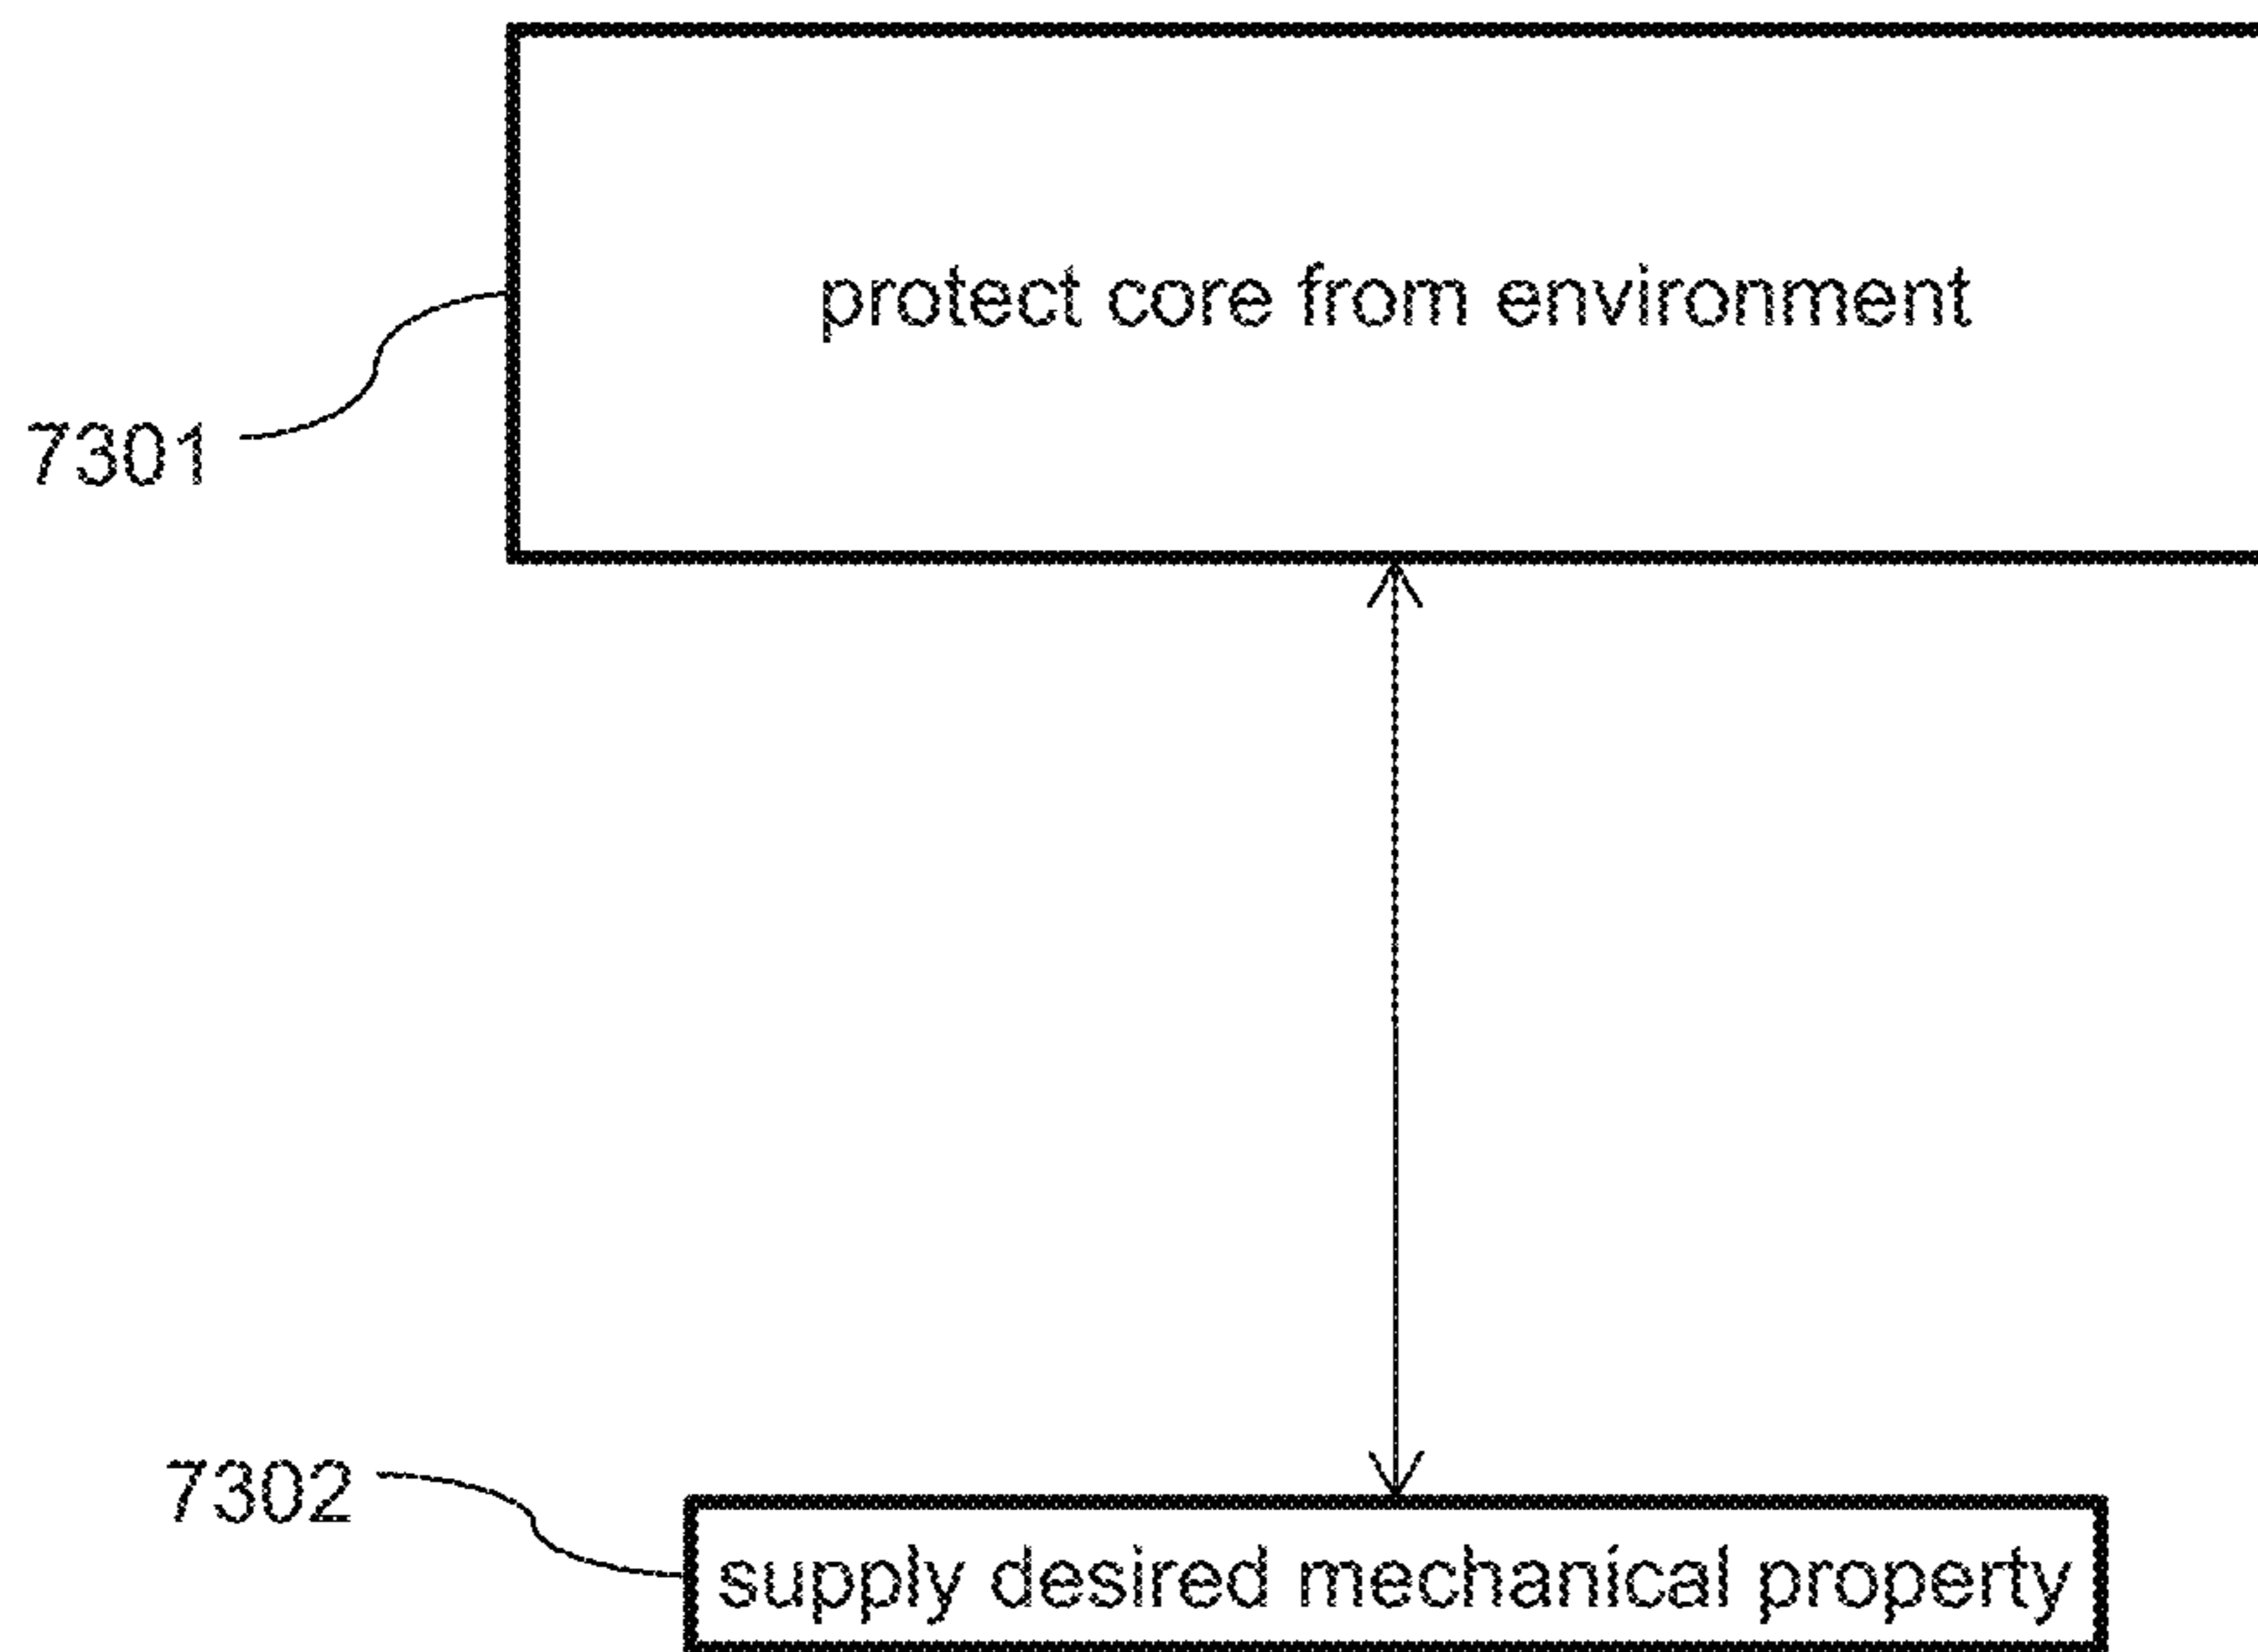 protect core from environment
7301
7302
supply desired mechanical property